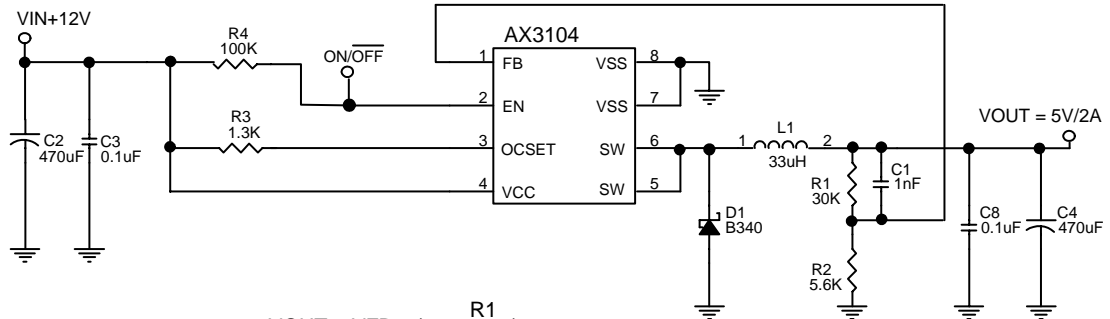 VIN+12V
R4
100K
ON/OFF
AX3104
1 FB VSS 8
2 EN VSS 7
R3
1.3K
3 OCSET SW 6
4 VCC SW 5
C2
470uF
C3
0.1uF
1 L1 2
33uH
VOUT = 5V/2A
R1
30K
C1
1nF
D1
B340
C8
0.1uF
C4
470uF
R2
5.6K
R1